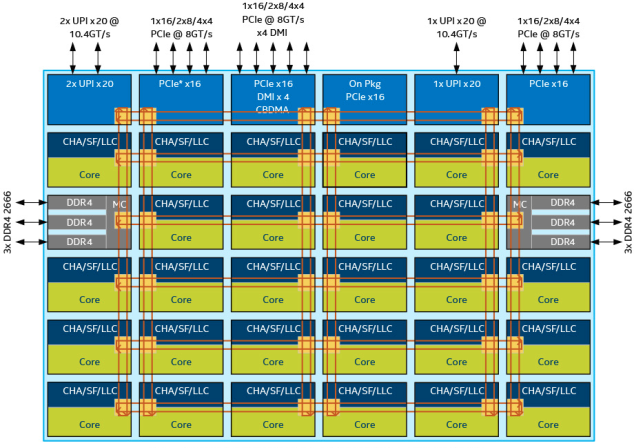 2x UPI x20 @
10.4GT/s
1x16/2x8/4x4
PCIe @ 8GT/s
1x16/2x8/4x4
PCIe @ 8GT/s
x4 DMI
1x UPI x20 @
10.4GT/s
1x16/2x8/4x4
PCIe @ 8GT/s
2x UPI x20
PCIe* x16
PCIe x16
DMI x 4
CBDMA
On Pkg
PCIe x16
1x UPI x20
PCIe x16
CHA/SF/LLC
CHA/SF/LLC
CHA/SF/LLC
CHA/SF/LLC
CHA/SF/LLC
CHA/SF/LLC
Core
Core
Core
Core
Core
Core
3x DDR4 2666
DDR4
DDR4
DDR4
MC
CHA/SF/LLC
CHA/SF/LLC
CHA/SF/LLC
CHA/SF/LLC
Core
Core
Core
Core
MC
DDR4
DDR4
DDR4
3x DDR4 2666
CHA/SF/LLC
CHA/SF/LLC
CHA/SF/LLC
CHA/SF/LLC
CHA/SF/LLC
CHA/SF/LLC
Core
Core
Core
Core
Core
Core
CHA/SF/LLC
CHA/SF/LLC
CHA/SF/LLC
CHA/SF/LLC
CHA/SF/LLC
CHA/SF/LLC
Core
Core
Core
Core
Core
Core
CHA/SF/LLC
CHA/SF/LLC
CHA/SF/LLC
CHA/SF/LLC
CHA/SF/LLC
CHA/SF/LLC
Core
Core
Core
Core
Core
Core